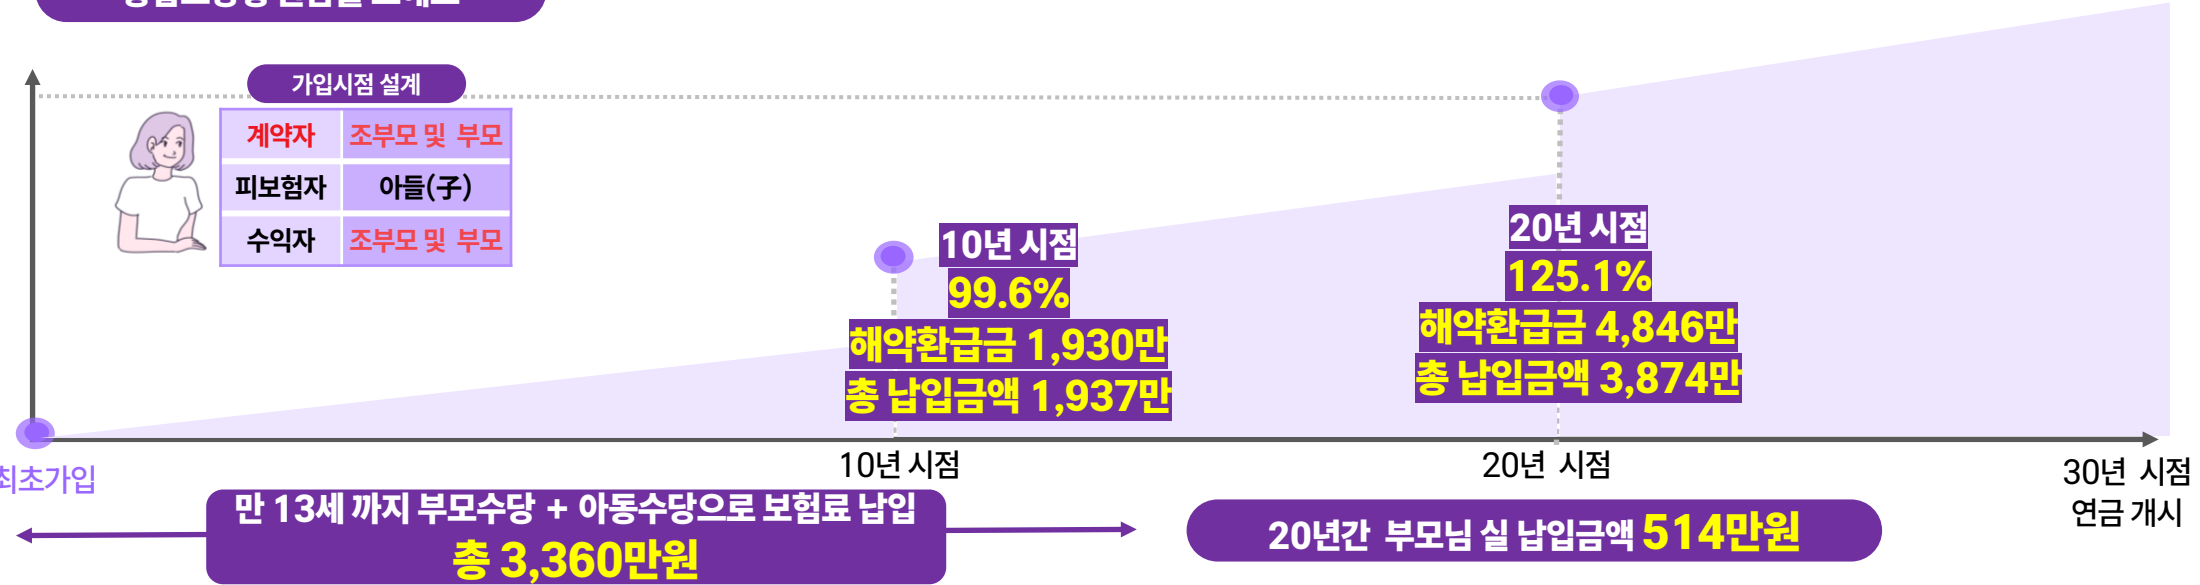 가입시점 설계
계약자 조부모 및 부모
피보험자 아들(子)
수익자 조부모 및 부모
10년 시점
99.6%
해약환급금 1,930만
총 납입금액 1,937만
20년 시점
125.1%
해약환급금 4,846만
총 납입금액 3,874만
최초가입
10년 시점
20년 시점
30년 시점
연금 개시
만 13세 까지 부모수당 + 아동수당으로 보험료 납입
총 3,360만원
20년간 부모님 실 납입금액 514만원